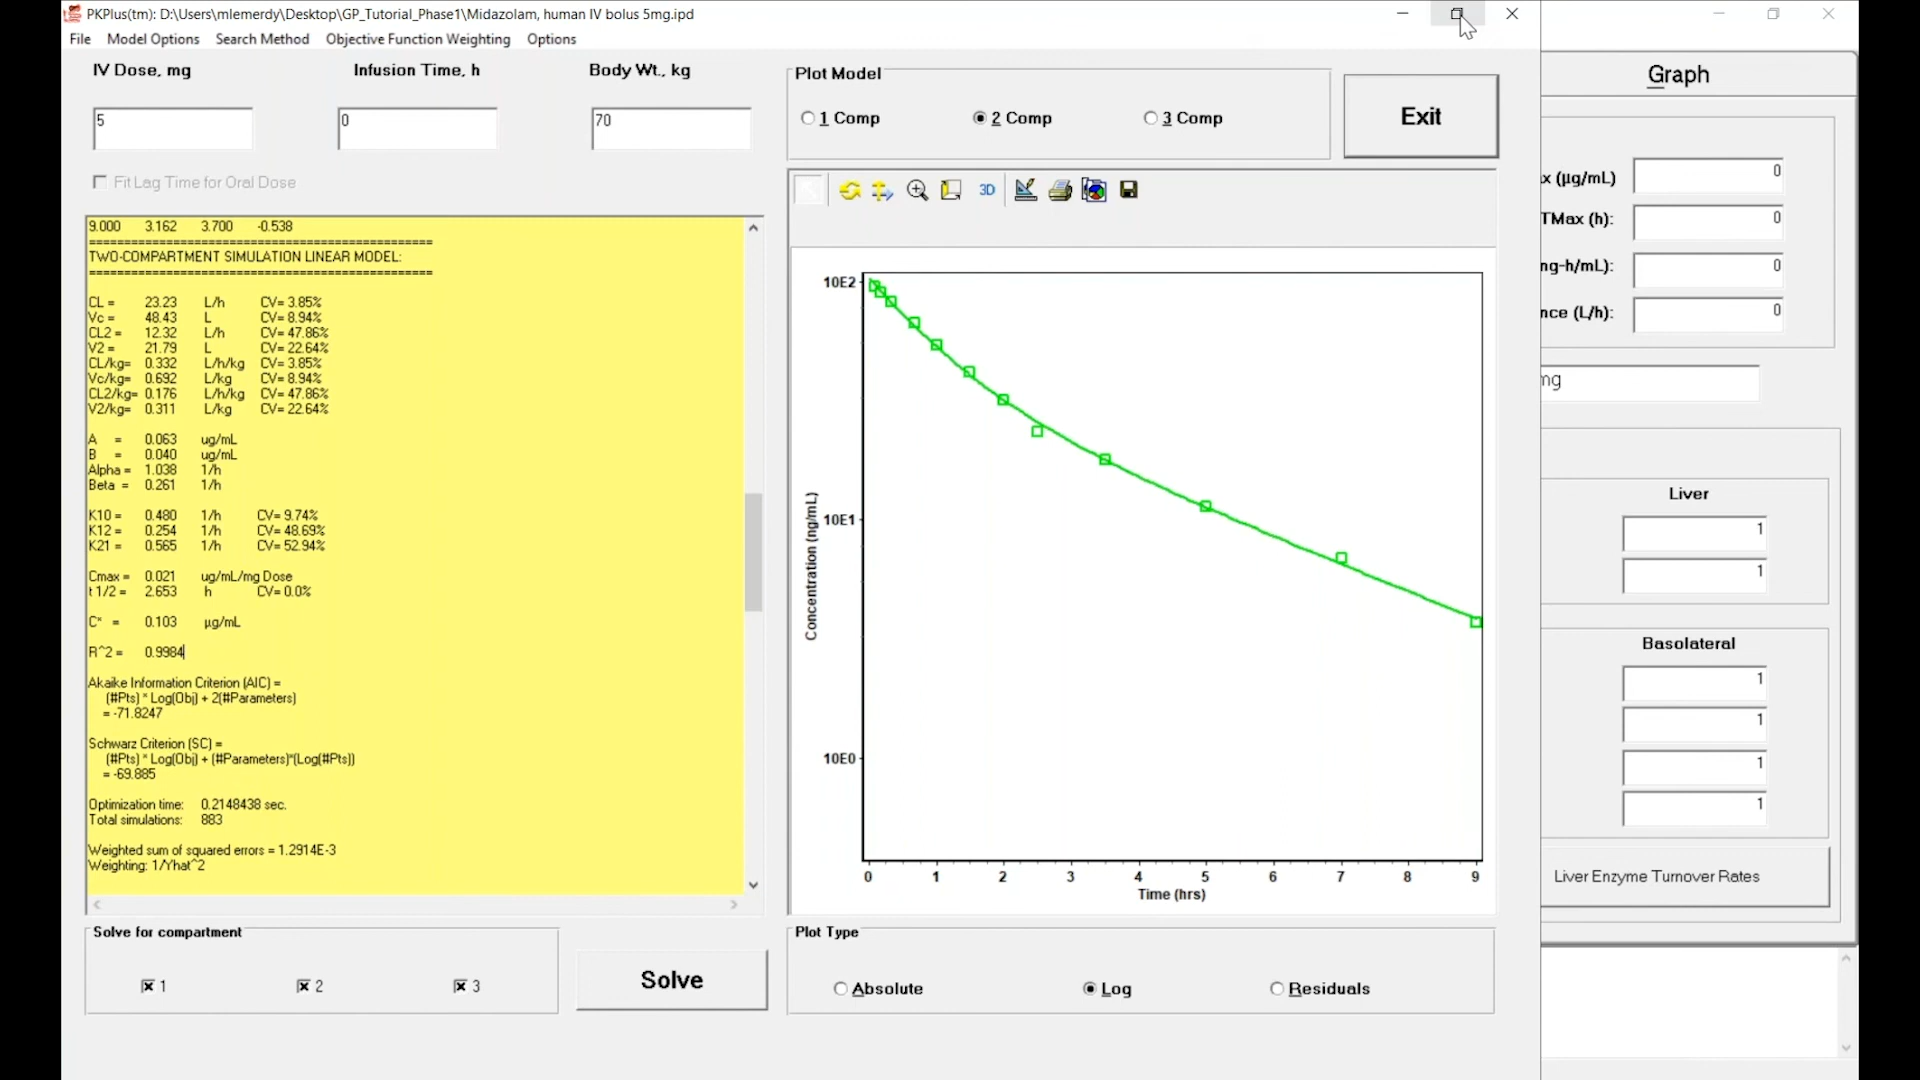 PKPlus(tm): D:\Users\mlemerdy\Desktop\GP_Tutorial_Phase1\Midazolam, human IV bolus 5mg.ipd
File Model Options Search Method Objective Function Weighting Options
IV Dose, mg
Infusion Time, h
Body Wt., kg
5
0
70
Fit Lag Time for Oral Dose
Plot Model
1 Comp
2 Comp
3 Comp
Exit
3D
9.000 3.162 3.700 -0.538
================================================
TWO-COMPARTMENT SIMULATION LINEAR MODEL:
================================================
CL = 23.23 L/h CV= 3.85%
Vc = 48.43 L CV= 8.94%
CL2 = 12.32 L/h CV= 47.86%
V2 = 21.79 L CV= 22.64%
CL/kg= 0.332 L/h/kg CV= 3.85%
Vc/kg= 0.692 L/kg CV= 8.94%
CL2/kg= 0.176 L/h/kg CV= 47.86%
V2/kg= 0.311 L/kg CV= 22.64%
A = 0.063 ug/mL
B = 0.040 ug/mL
Alpha = 1.038 1/h
Beta = 0.261 1/h
K10 = 0.480 1/h CV= 9.74%
K12 = 0.254 1/h CV= 48.69%
K21 = 0.565 1/h CV= 52.94%
Cmax = 0.021 ug/mL/mg Dose
t 1/2 = 2.653 h CV= 0.0%
C* = 0.103 µg/mL
R^2 = 0.9984
Akaike Information Criterion (AIC) =
(#Pts) * Log(Obj) + 2(#Parameters)
= -71.8247
Schwarz Criterion (SC) =
(#Pts) * Log(Obj) + (#Parameters)*(Log(#Pts))
= -69.885
Optimization time: 0.2148438 sec.
Total simulations: 883
Weighted sum of squared errors = 1.2914E-3
Weighting: 1/Yhat^2
Solve for compartment
1
2
3
Solve
10E2
10E1
10E0
Concentration (ng/mL)
0 1 2 3 4 5 6 7 8 9
Time (hrs)
Plot Type
Absolute
Log
Residuals
Graph
x (µg/mL)
0
TMax (h):
0
ng-h/mL):
0
nce (L/h):
0
mg
Liver
1
1
Basolateral
1
1
1
1
Liver Enzyme Turnover Rates